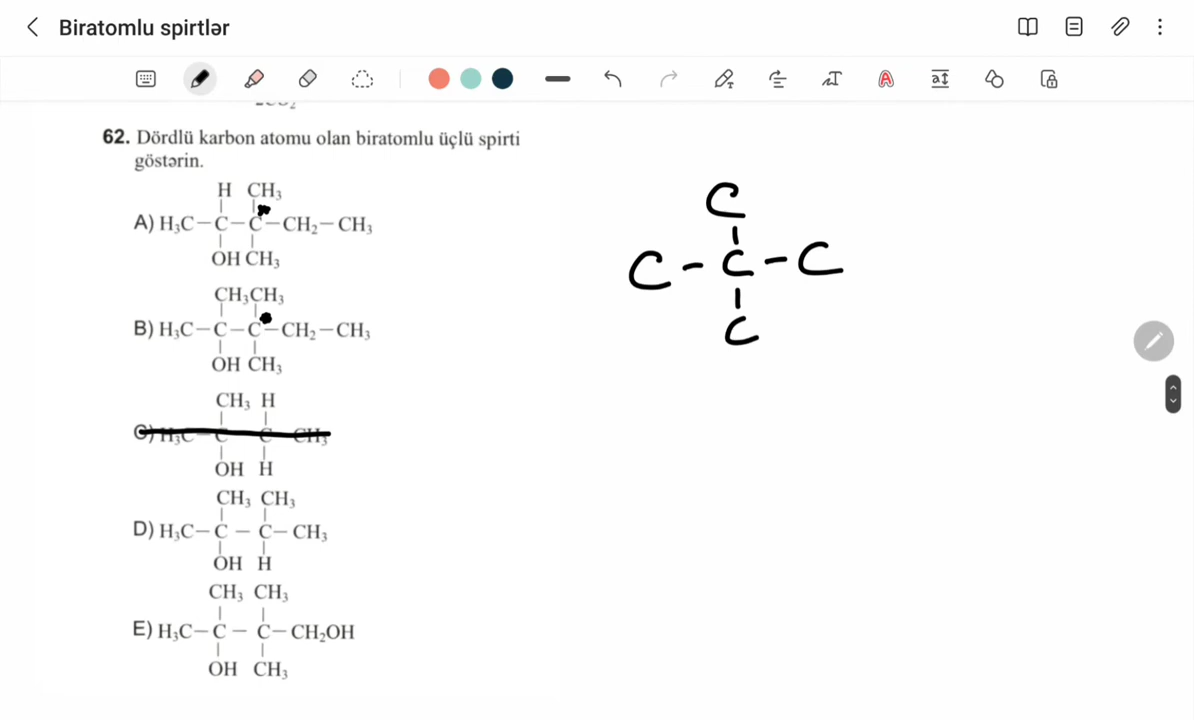 Biratomlu spirtlər
62. Dördlü karbon atomu olan biratomlu üçlü spirti
göstərin.
H CH₃
A) H₃C–C–C–CH₂–CH₃
OH CH₃
CH₃CH₃
B) H₃C–C–C–CH₂–CH₃
OH CH₃
CH₃ H
C) H₃C–C–C–CH₃
OH H
CH₃ CH₃
D) H₃C–C – C–CH₃
OH H
CH₃ CH₃
E) H₃C–C – C–CH₂OH
OH CH₃
C
C - C - C
C